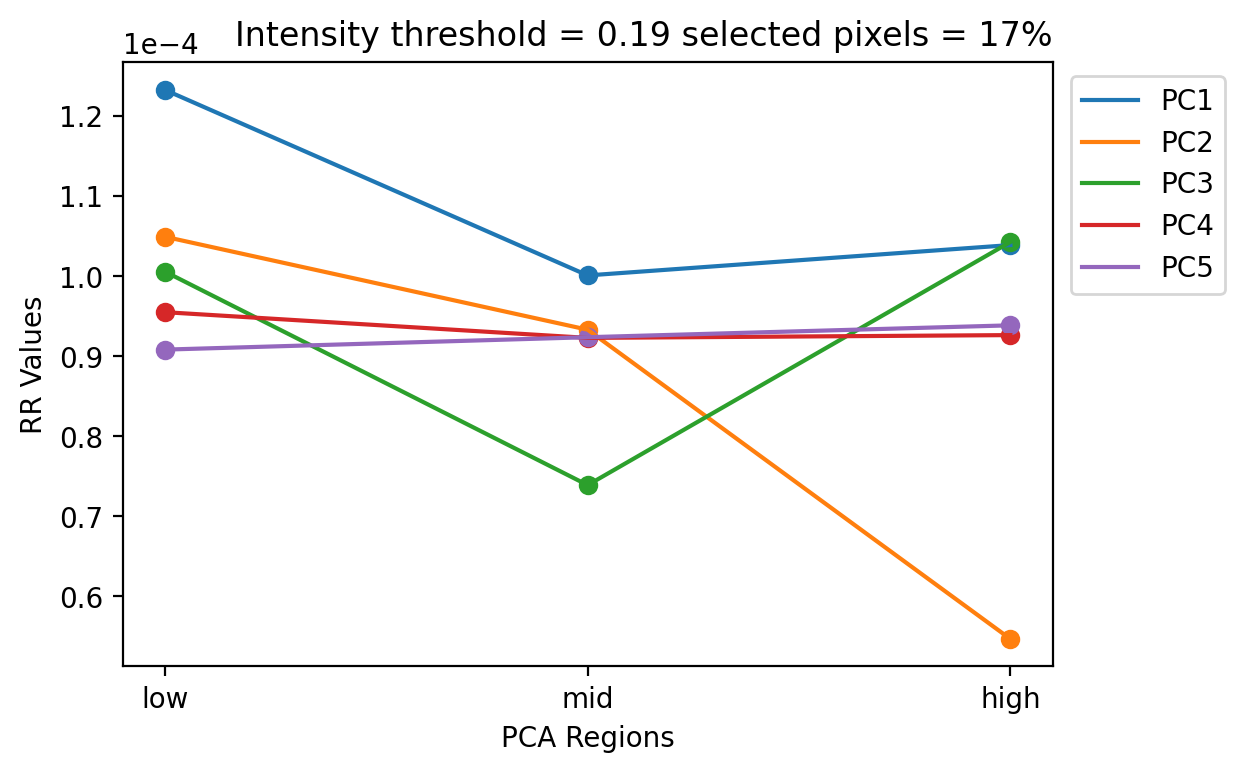 1e−4
Intensity threshold = 0.19 selected pixels = 17%
1.2
1.1
1.0
0.9
0.8
0.7
0.6
RR Values
low
mid
high
PCA Regions
PC1
PC2
PC3
PC4
PC5